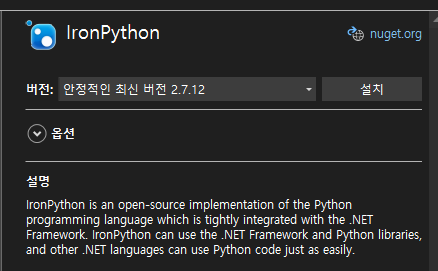 IronPython
nuget.org
버전: 안정적인 최신 버전 2.7.12 설치
옵션
설명
IronPython is an open-source implementation of the Python
programming language which is tightly integrated with the .NET
Framework. IronPython can use the .NET Framework and Python libraries,
and other .NET languages can use Python code just as easily.